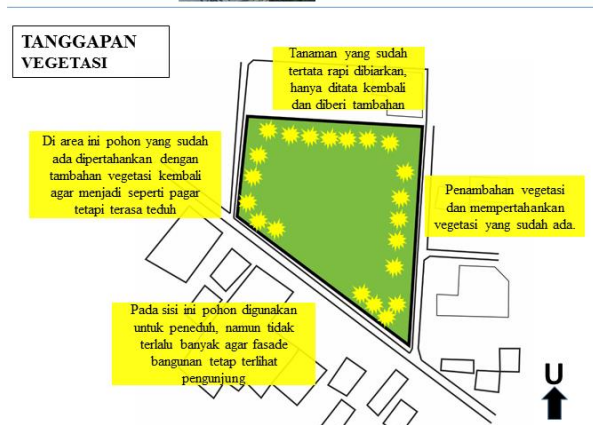 TANGGAPAN
VEGETASI
Tanaman yang sudah
tertata rapi dibiarkan,
hanya ditata kembali
dan diberi tambahan
Di area ini pohon yang sudah
ada dipertahankan dengan
tambahan vegetasi kembali
agar menjadi seperti pagar
tetapi terasa teduh
Penambahan vegetasi
dan mempertahankan
vegetasi yang sudah ada.
Pada sisi ini pohon digunakan
untuk peneduh, namun tidak
terlalu banyak agar fasade
bangunan tetap terlihat
pengunjung
U